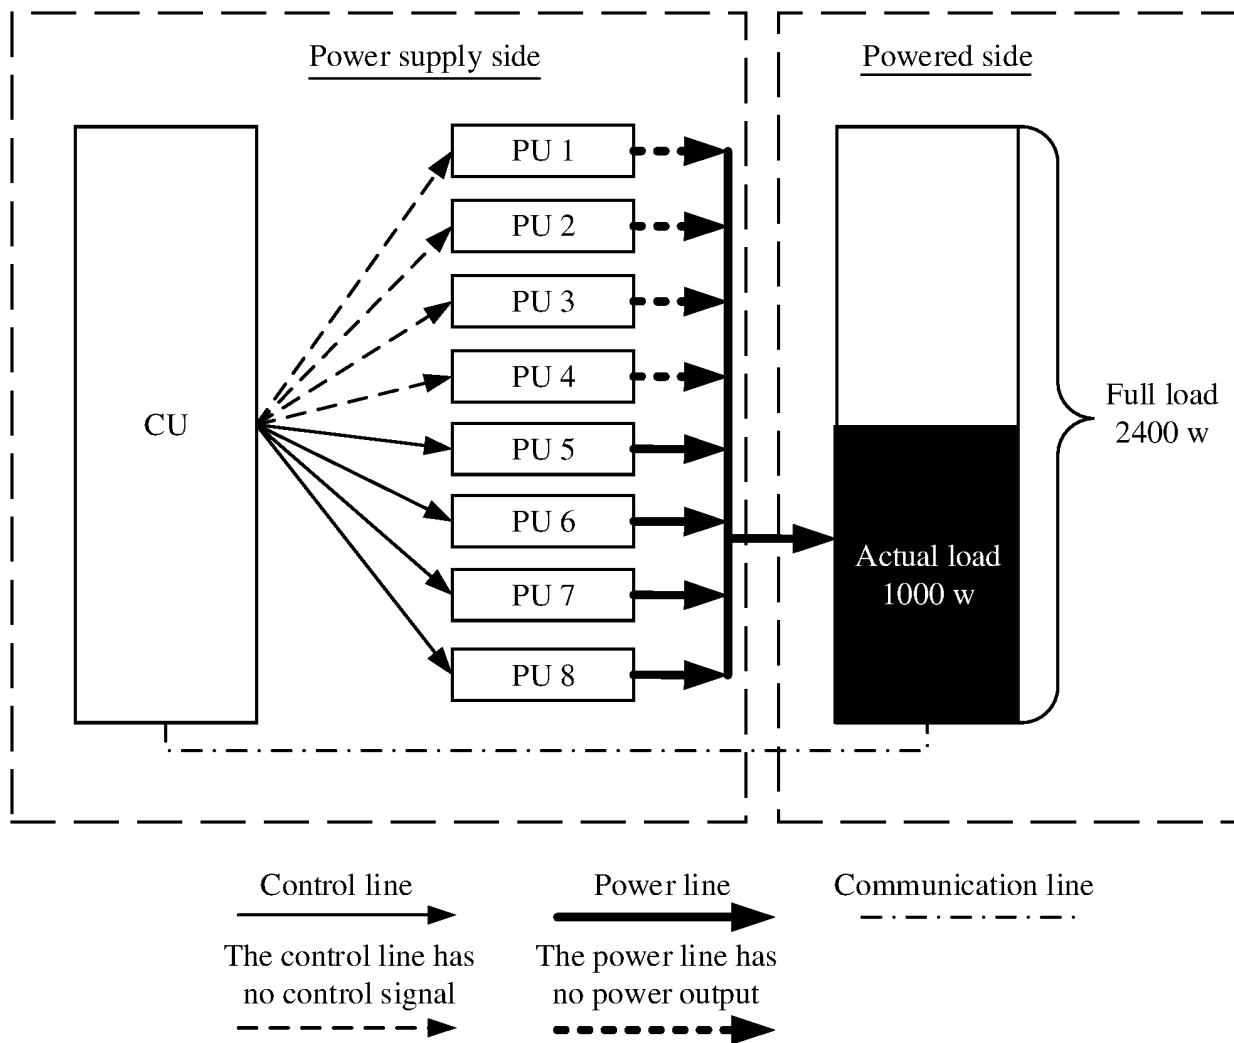 Power supply side
Powered side
CU
PU 1
PU 2
PU 3
PU 4
PU 5
PU 6
PU 7
PU 8
Full load
2400 w
Actual load
1000 w
Control line
Power line
Communication line
The control line has
no control signal
The power line has
no power output